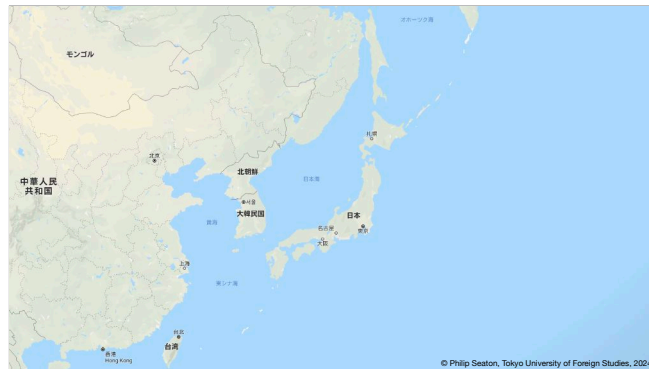 オホーツク海
モンゴル
札幌
北京
北朝鮮
中華人民
共和国
日本海
서울
大韓民国
日本
黄海
名古屋
東京
大阪
上海
東シナ海
台北
台湾
香港
Hong Kong
© Philip Seaton, Tokyo University of Foreign Studies, 2024